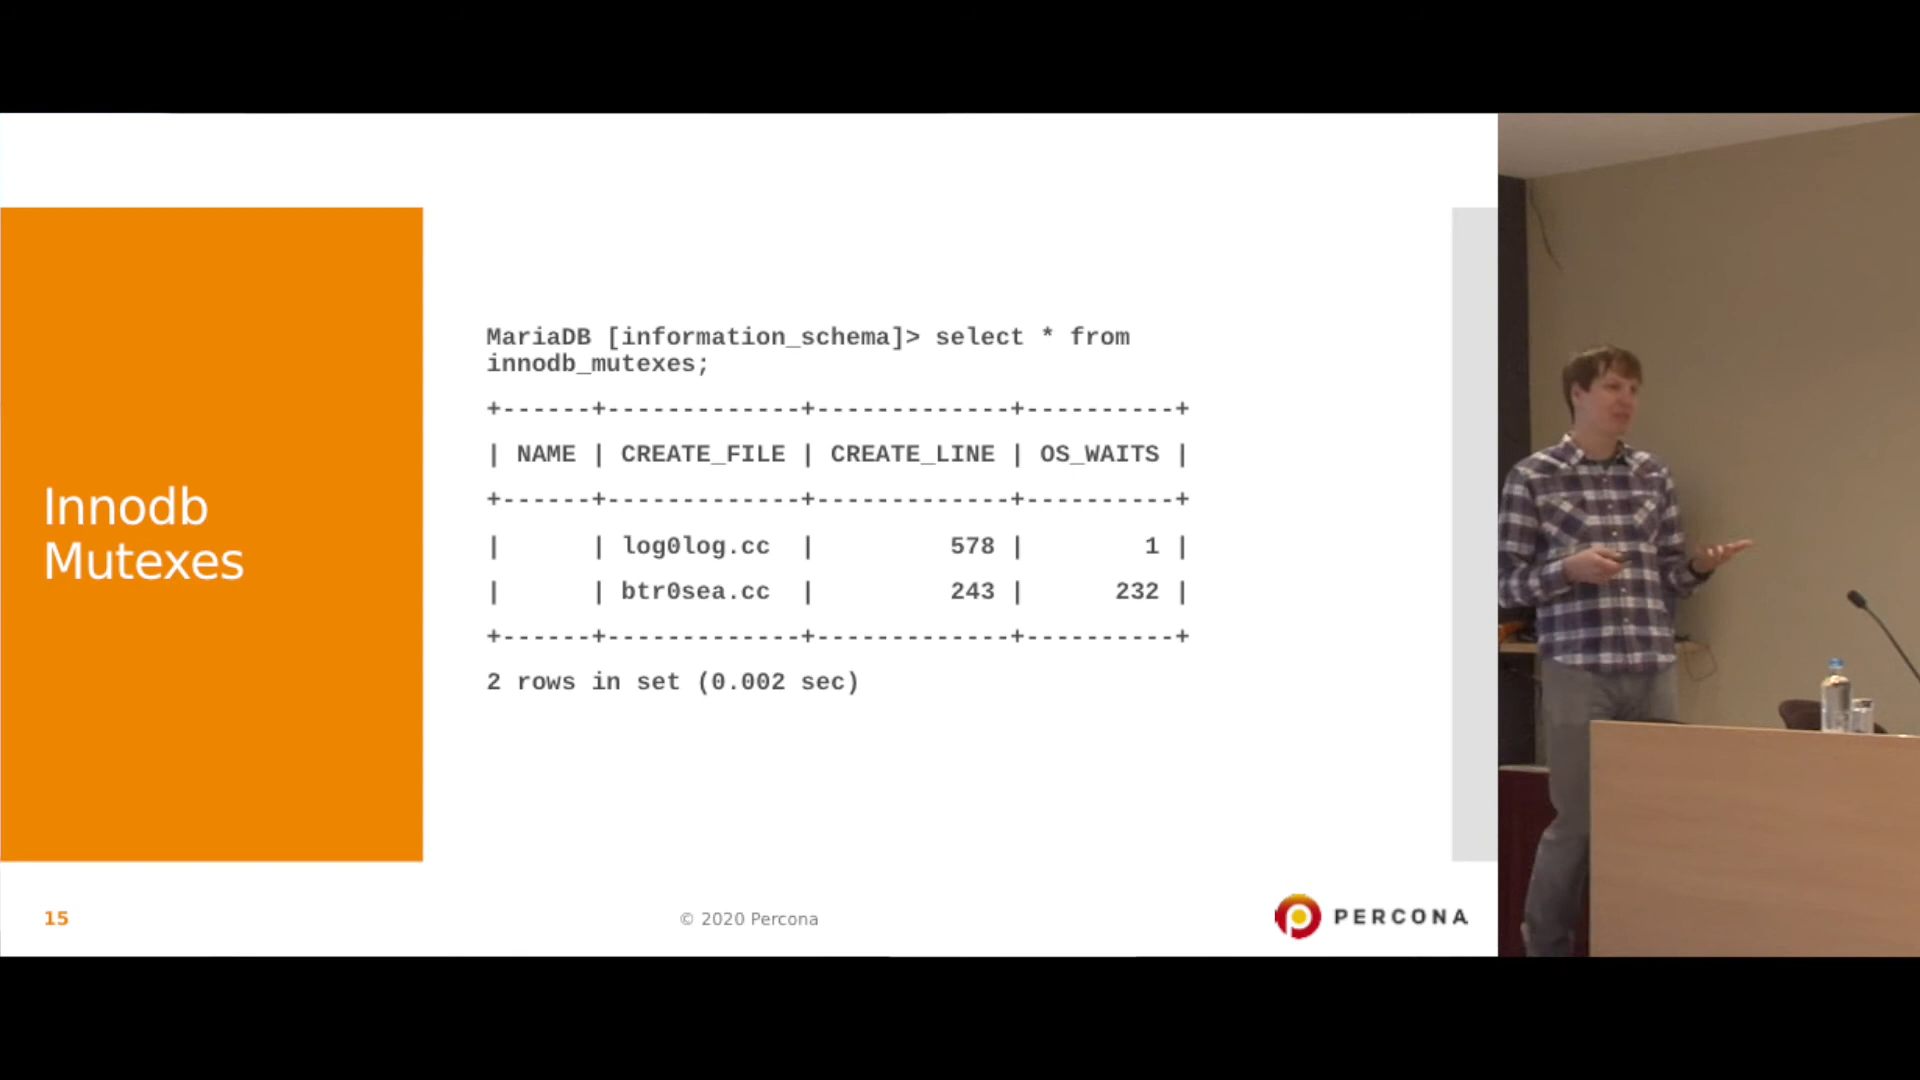 Innodb
Mutexes
MariaDB [information_schema]> select * from
innodb_mutexes;
+------+-------------+-------------+----------+
| NAME | CREATE_FILE | CREATE_LINE | OS_WAITS |
+------+-------------+-------------+----------+
|      | log0log.cc  |         578 |        1 |
|      | btr0sea.cc  |         243 |      232 |
+------+-------------+-------------+----------+
2 rows in set (0.002 sec)
15
© 2020 Percona
PERCONA